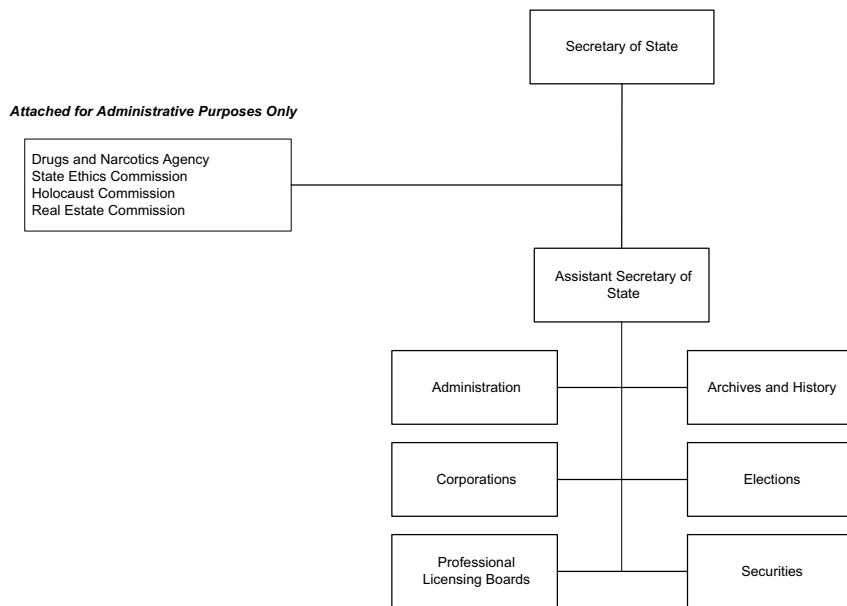 Secretary of State
Attached for Administrative Purposes Only
Drugs and Narcotics Agency
State Ethics Commission
Holocaust Commission
Real Estate Commission
Assistant Secretary of
State
Administration
Archives and History
Corporations
Elections
Professional
Licensing Boards
Securities